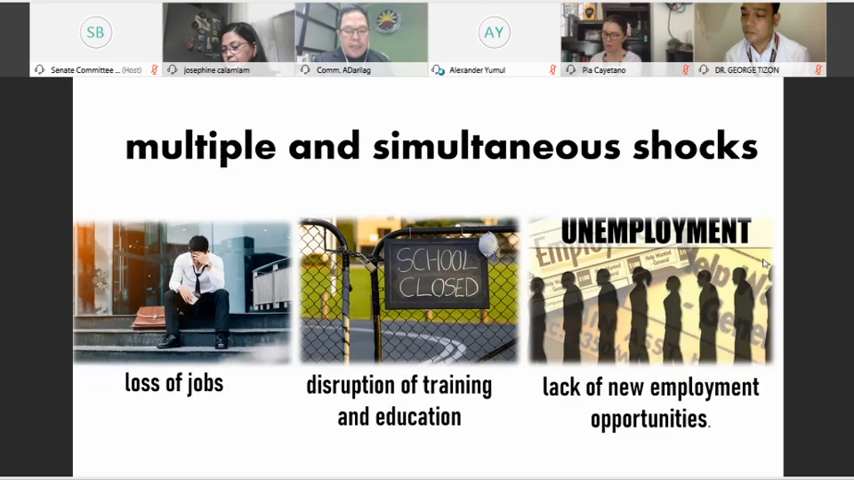 SB
AY
Senate Committee ... (Host)
josephine calamlam
Comm. ADarilag
Alexander Yumul
Pia Cayetano
DR. GEORGE TIZON
multiple and simultaneous shocks
SCHOOL
CLOSED
UNEMPLOYMENT
loss of jobs
disruption of training
and education
lack of new employment
opportunities.